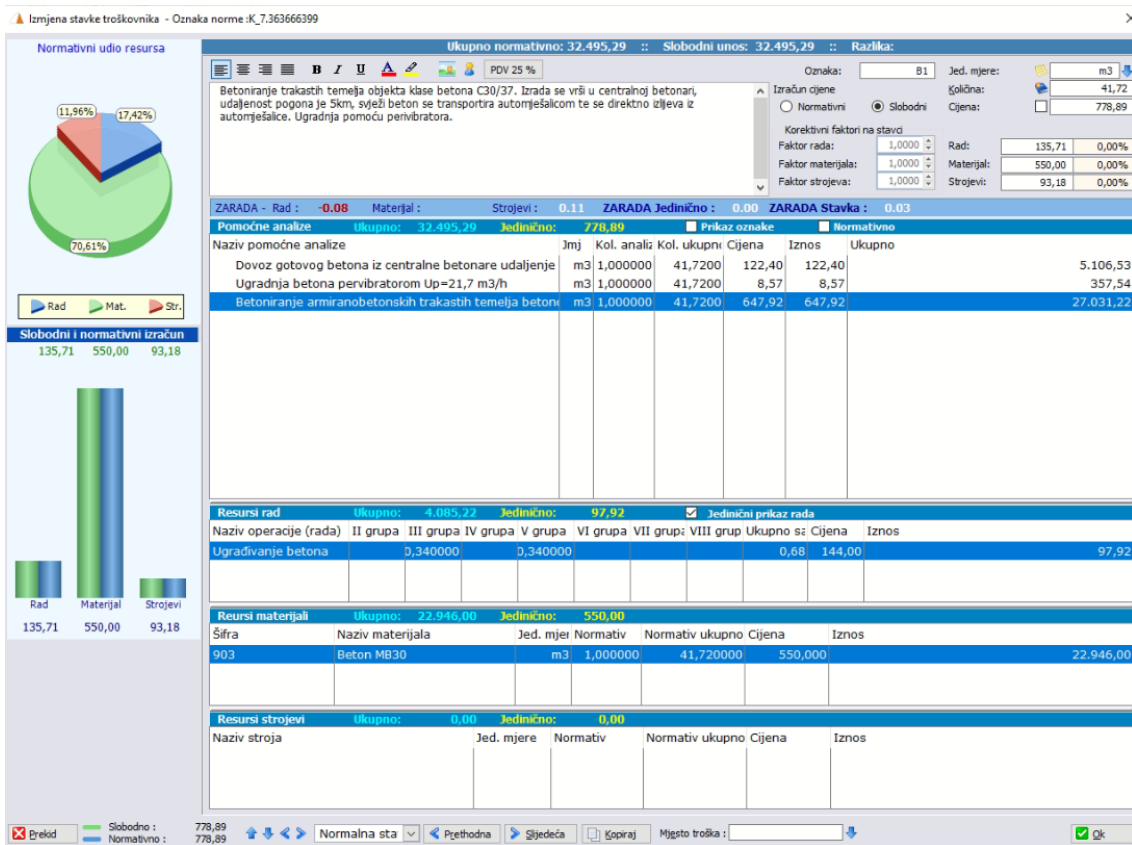 Izmjena stavke troškovnika - Oznaka norme :K_7.363666399
Normativni udio resursa
11,96%
17,42%
70,61%
Rad Mat. Str.
Slobodni i normativni izračun
135,71 550,00 93,18
Rad Materijal Strojevi
135,71 550,00 93,18
Ukupno normativno: 32.495,29 :: Slobodni unos: 32.495,29 :: Razlika:
B I U A PDV 25 %
Betoniranje trakastih temelja objekta klase betona C30/37. Izrada se vrši u centralnoj betonari,
udaljenost pogona je 5km, svježi beton se transportira automješalicom te se direktno izlijeva iz
automješalice. Ugradnja pomoću perivibratora.
Oznaka: B1 Jed. mjere: m3
Izračun cijene Količina: 41,72
Normativni Slobodni Cijena: 778,89
Korektivni faktori na stavci
Faktor rada: 1,0000 Rad: 135,71 0,00%
Faktor materijala: 1,0000 Materijal: 550,00 0,00%
Faktor strojeva: 1,0000 Strojevi: 93,18 0,00%
ZARADA - Rad : -0.08 Materijal : Strojevi : 0.11 ZARADA Jedinično : 0.00 ZARADA Stavka : 0.03
Pomoćne analize Ukupno: 32.495,29 Jedinično: 778,89 Prikaz oznake Normativno
Naziv pomoćne analize Jmj Kol. analiz Kol. ukupno Cijena Iznos Ukupno
Dovoz gotovog betona iz centralne betonare udaljenje m3 1,000000 41,7200 122,40 122,40 5.106,53
Ugradnja betona pervibratorom Up=21,7 m3/h m3 1,000000 41,7200 8,57 8,57 357,54
Betoniranje armiranobetonskih trakastih temelja beton m3 1,000000 41,7200 647,92 647,92 27.031,22
Resursi rad Ukupno: 4.085,22 Jedinično: 97,92 Jedinični prikaz rada
Naziv operacije (rada) II grupa III grupa IV grupa V grupa VI grupa VII grupa VIII grup Ukupno sa Cijena Iznos
Ugrađivanje betona 0,340000 0,340000 0,68 144,00 97,92
Reursi materijali Ukupno: 22.946,00 Jedinično: 550,00
Šifra Naziv materijala Jed. mjer Normativ Normativ ukupno Cijena Iznos
903 Beton MB30 m3 1,000000 41,720000 550,000 22.946,00
Resursi strojevi Ukupno: 0,00 Jedinično: 0,00
Naziv stroja Jed. mjere Normativ Normativ ukupno Cijena Iznos
Prekid
Slobodno : 778,89
Normativno : 778,89
Normalna sta Prethodna Slijedeća Kopiraj Mjesto troška : Ok